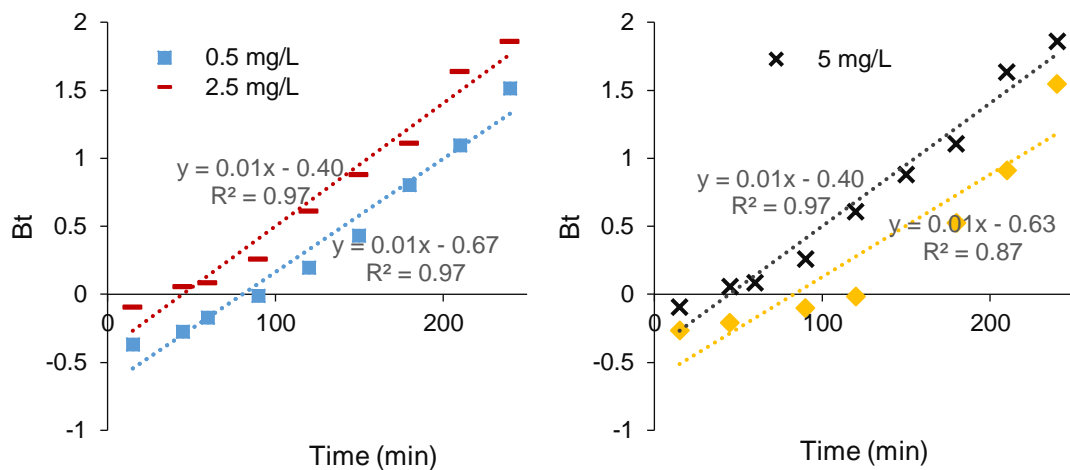 2
1.5
1
0.5
0
-0.5
-1
0
100
200
Bt
Time (min)
0.5 mg/L
2.5 mg/L
y = 0.01x - 0.40
R² = 0.97
y = 0.01x - 0.67
R² = 0.97
2
1.5
1
0.5
0
-0.5
-1
0
100
200
Bt
Time (min)
5 mg/L
y = 0.01x - 0.40
R² = 0.97
y = 0.01x - 0.63
R² = 0.87